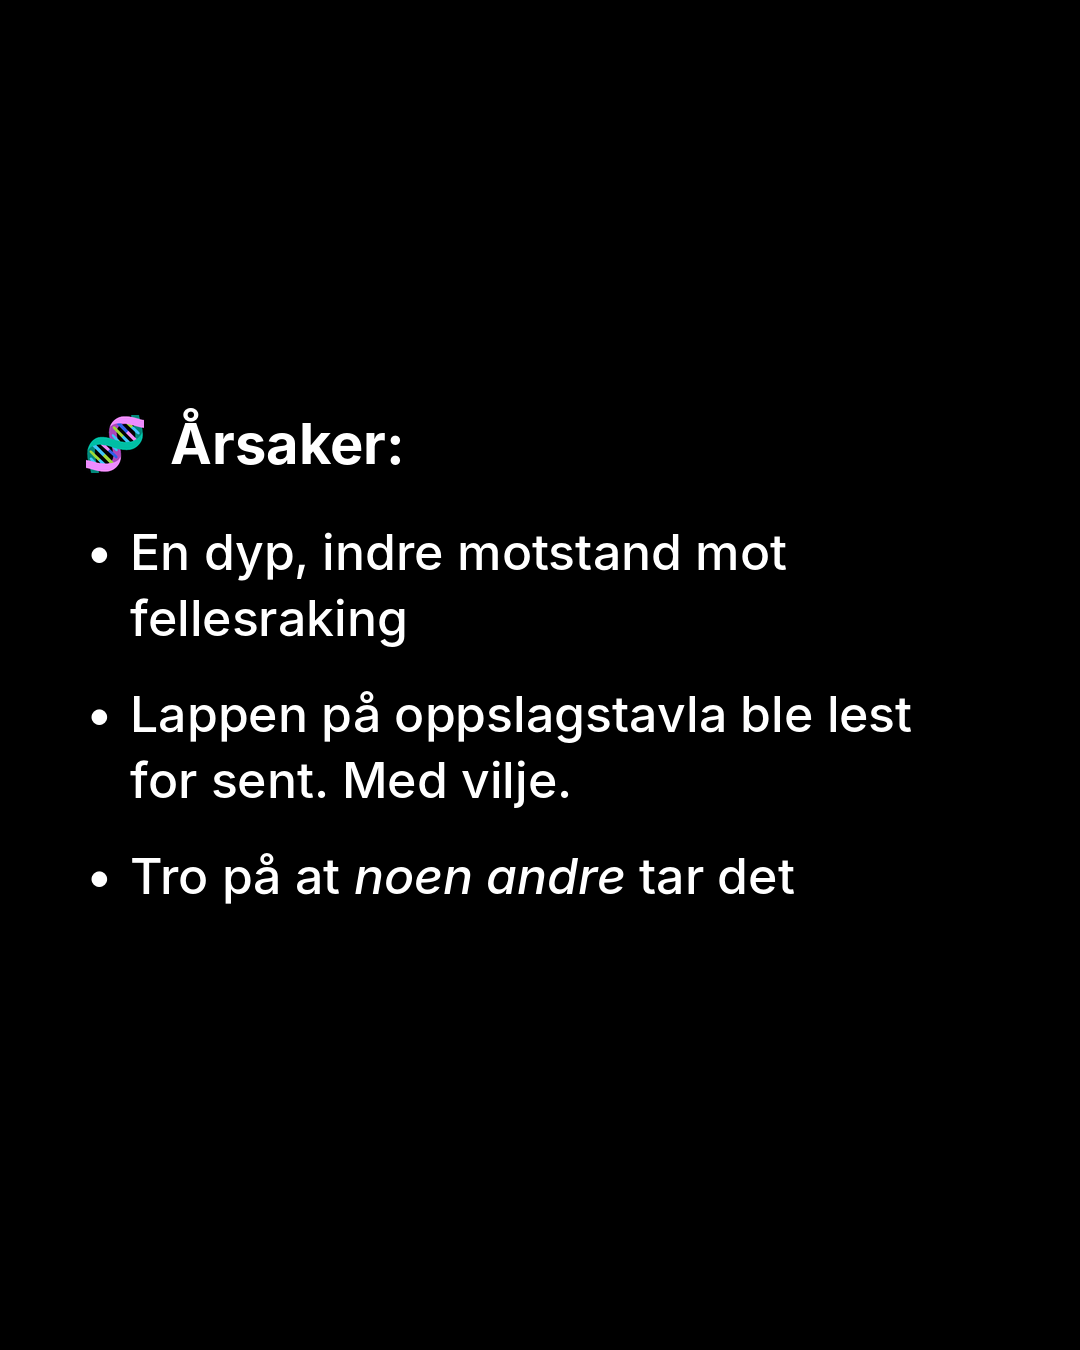 🧬 Årsaker:
• En dyp, indre motstand mot
fellesraking
• Lappen på oppslagstavla ble lest
for sent. Med vilje.
• Tro på at noen andre tar det